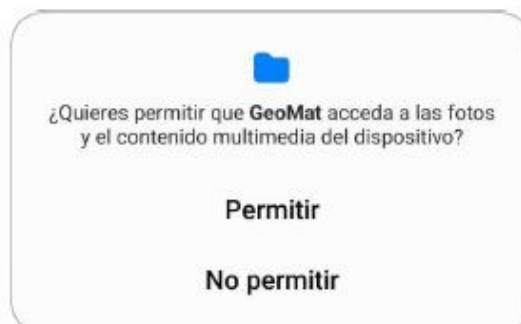 ¿Quieres permitir que GeoMat acceda a las fotos
y el contenido multimedia del dispositivo?
Permitir
No permitir